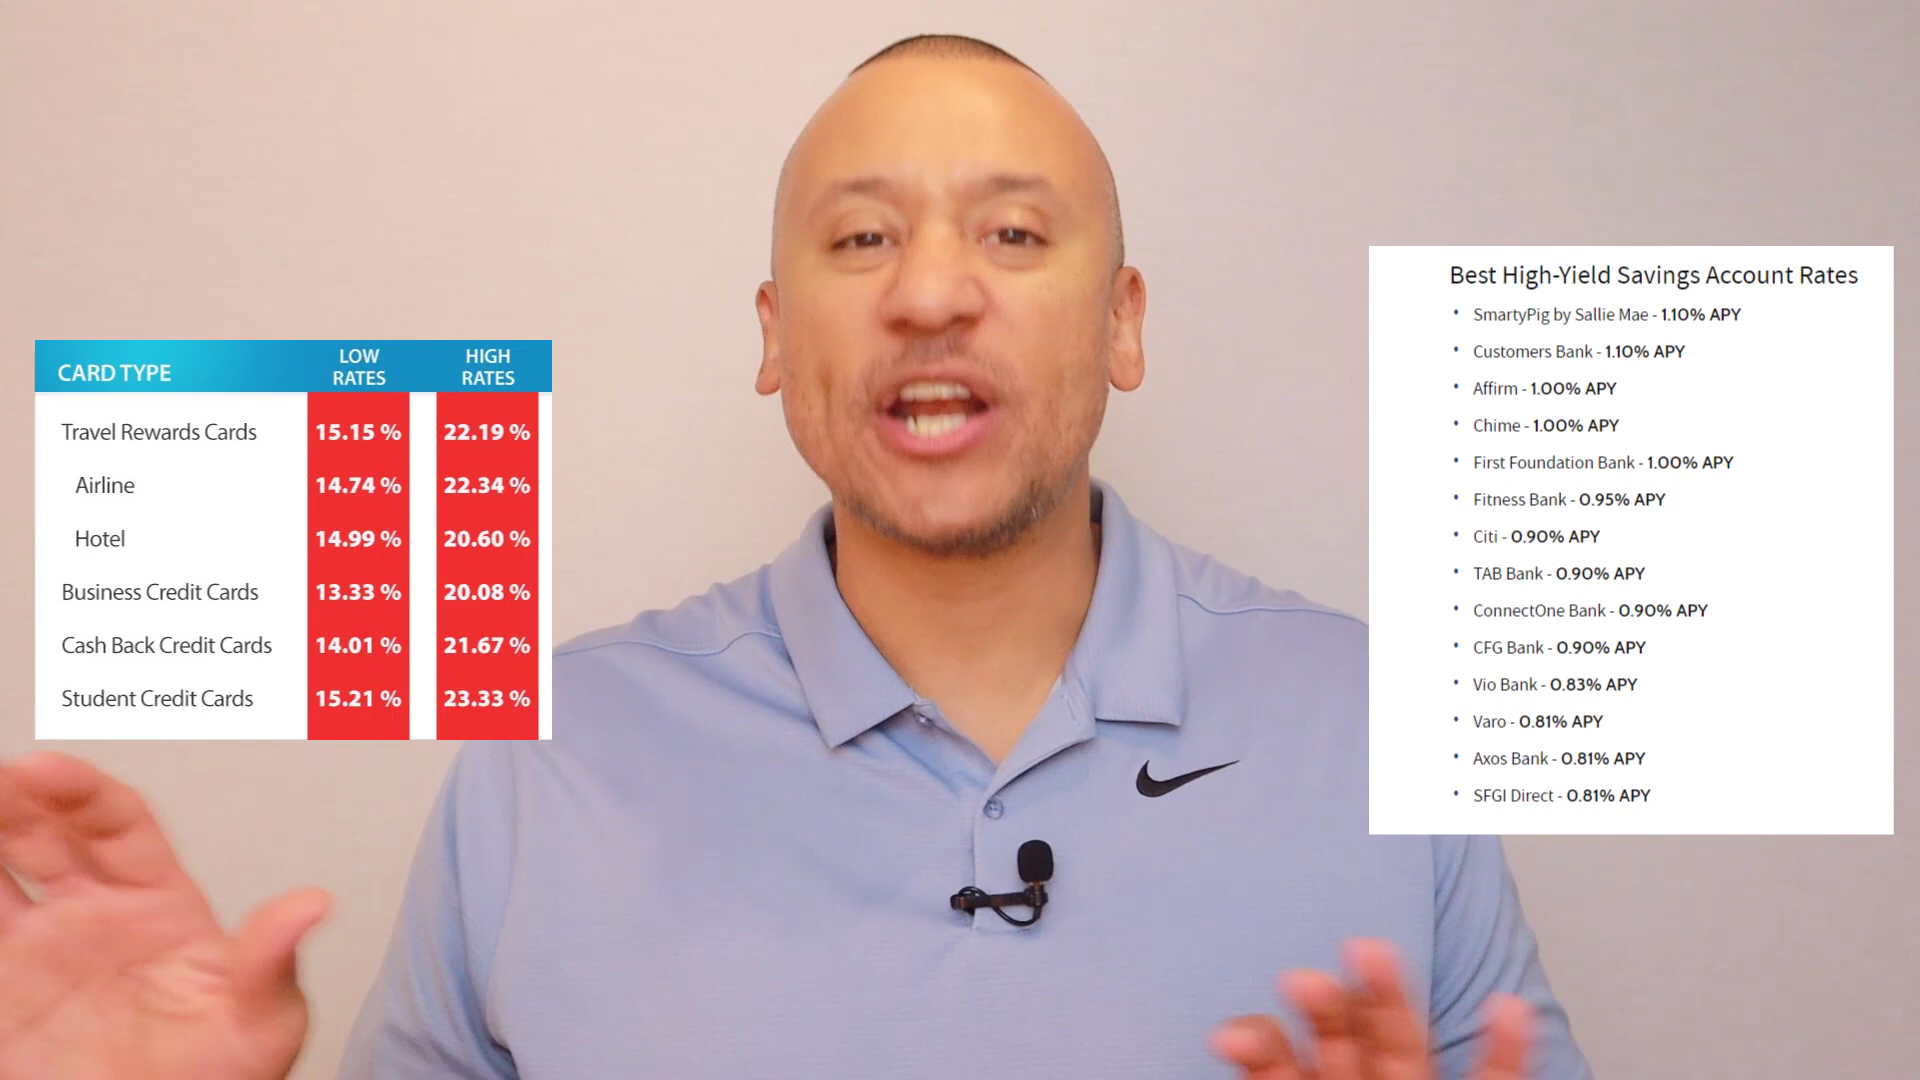 CARD TYPE LOW RATES HIGH RATES
Travel Rewards Cards 15.15 % 22.19 %
Airline 14.74 % 22.34 %
Hotel 14.99 % 20.60 %
Business Credit Cards 13.33 % 20.08 %
Cash Back Credit Cards 14.01 % 21.67 %
Student Credit Cards 15.21 % 23.33 %
Best High-Yield Savings Account Rates
• SmartyPig by Sallie Mae - 1.10% APY
• Customers Bank - 1.10% APY
• Affirm - 1.00% APY
• Chime - 1.00% APY
• First Foundation Bank - 1.00% APY
• Fitness Bank - 0.95% APY
• Citi - 0.90% APY
• TAB Bank - 0.90% APY
• ConnectOne Bank - 0.90% APY
• CFG Bank - 0.90% APY
• Vio Bank - 0.83% APY
• Varo - 0.81% APY
• Axos Bank - 0.81% APY
• SFGI Direct - 0.81% APY